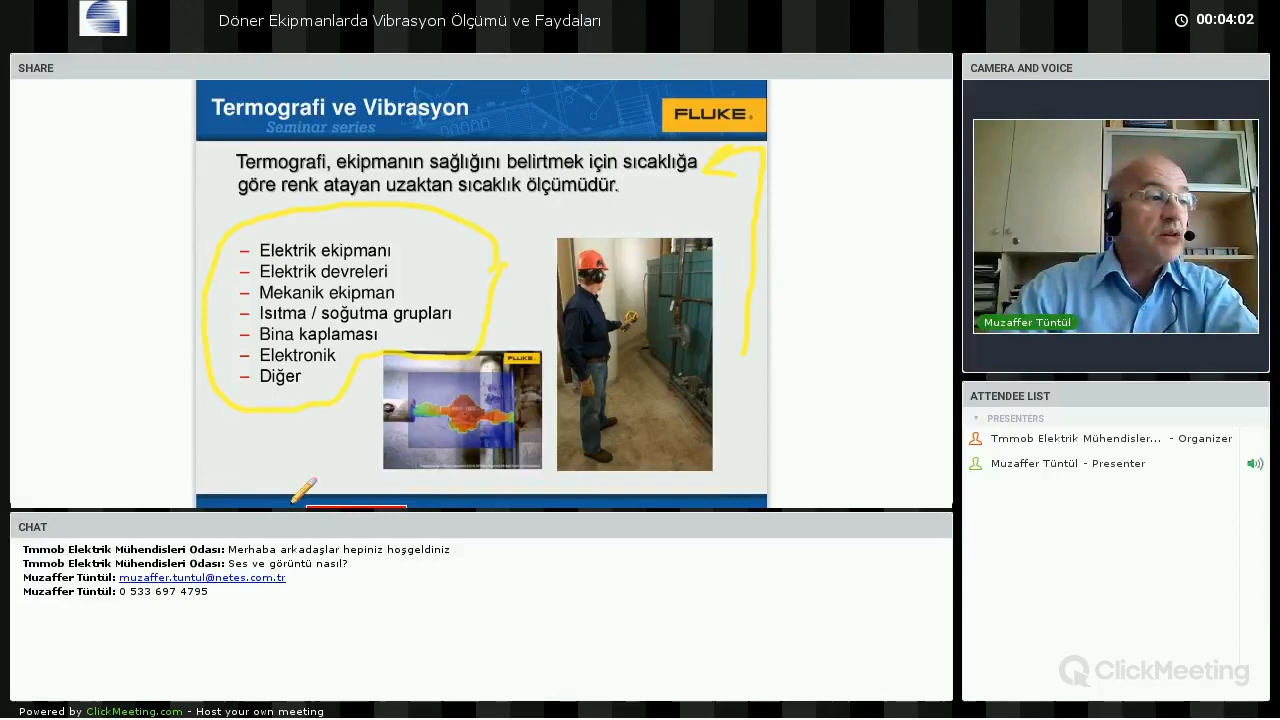 Döner Ekipmanlarda Vibrasyon Ölçümü ve Faydaları
00:04:02
SHARE
Termografi ve Vibrasyon
Seminar series
FLUKE®
Termografi, ekipmanın sağlığını belirtmek için sıcaklığa
göre renk atayan uzaktan sıcaklık ölçümüdür.
– Elektrik ekipmanı
– Elektrik devreleri
– Mekanik ekipman
– Isıtma / soğutma grupları
– Bina kaplaması
– Elektronik
– Diğer
FLUKE
CAMERA AND VOICE
Muzaffer Tüntül
ATTENDEE LIST
PRESENTERS
Tmmob Elektrik Mühendisler... - Organizer
Muzaffer Tüntül - Presenter
CHAT
Tmmob Elektrik Mühendisleri Odası: Merhaba arkadaşlar hepiniz hoşgeldiniz
Tmmob Elektrik Mühendisleri Odası: Ses ve görüntü nasıl?
Muzaffer Tüntül: muzaffer.tuntul@netes.com.tr
Muzaffer Tüntül: 0 533 697 4795
ClickMeeting
Powered by ClickMeeting.com - Host your own meeting